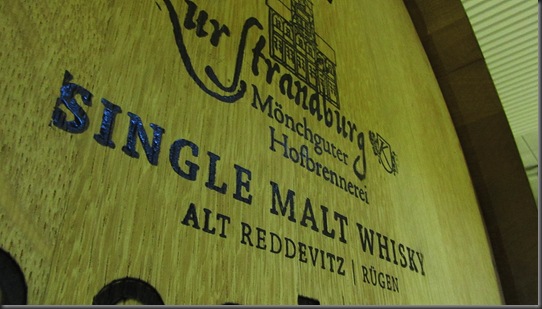 Zur Strandburg
Mönchguter
Hofbrennerei
SINGLE MALT WHISKY
ALT REDDEVITZ | RÜGEN